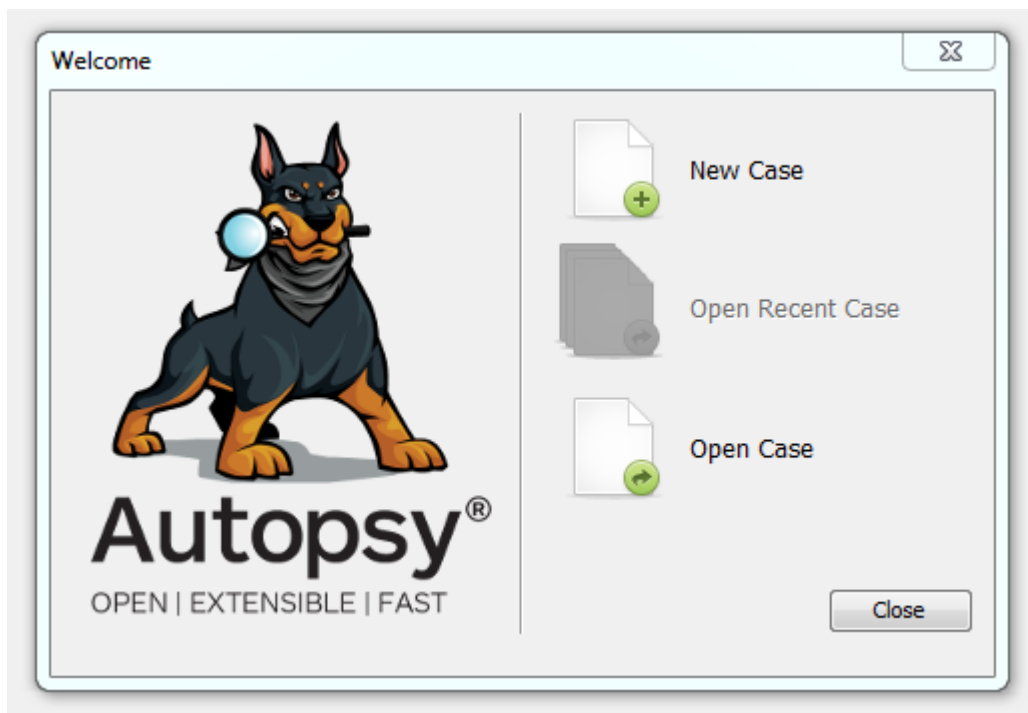 Welcome
New Case
Open Recent Case
Open Case
Autopsy®
OPEN | EXTENSIBLE | FAST
Close